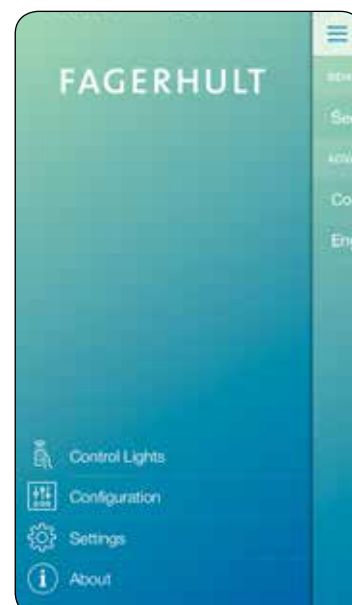 FAGERHULT
Control Lights
Configuration
Settings
About